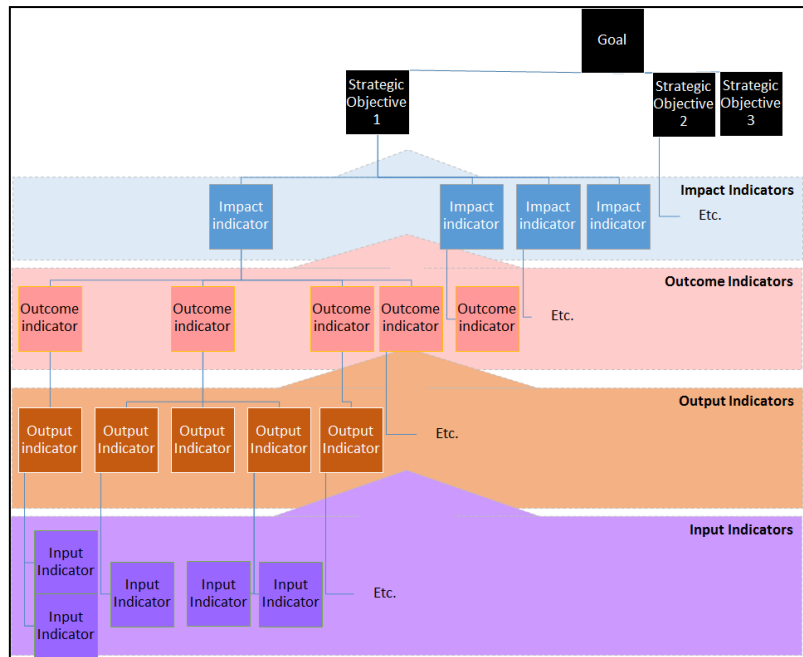 Goal
Strategic
Objective
1
Strategic
Objective
2
Strategic
Objective
3
Impact Indicators
Impact
indicator
Impact
indicator
Impact
indicator
Impact
indicator
Etc.
Outcome Indicators
Outcome
indicator
Outcome
indicator
Outcome
indicator
Outcome
indicator
Outcome
indicator
Etc.
Output Indicators
Output
indicator
Output
Indicator
Output
Indicator
Output
Indicator
Output
Indicator
Etc.
Input Indicators
Input
Indicator
Input
Indicator
Input
Indicator
Input
Indicator
Input
Indicator
Etc.